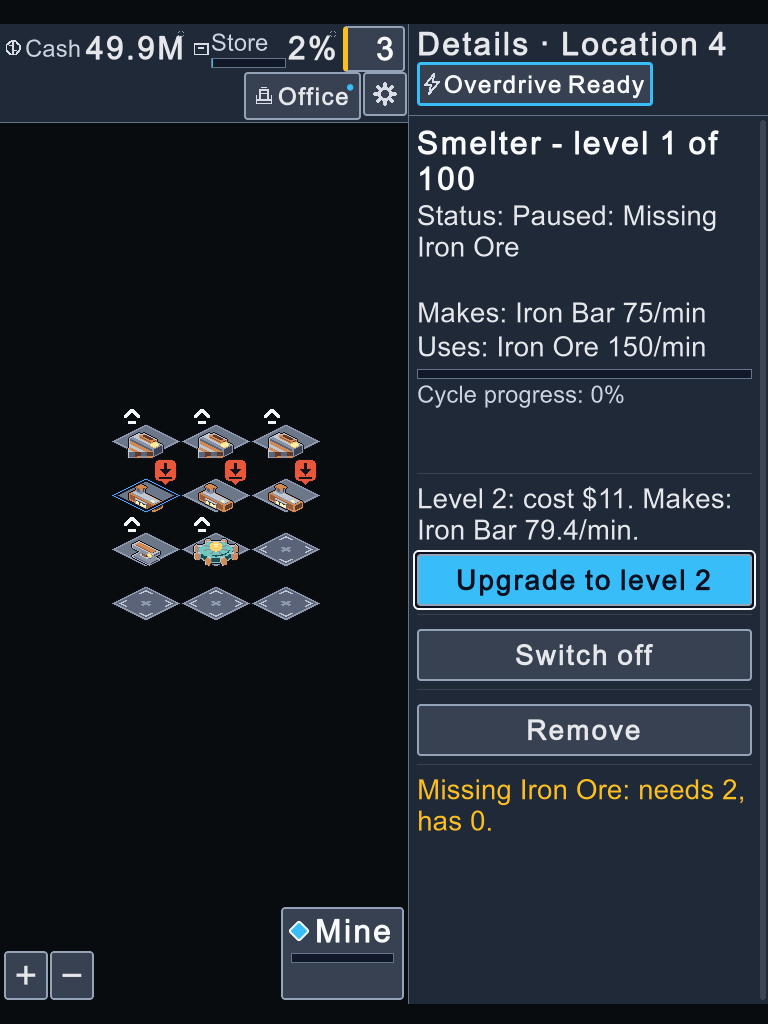 Cash 49.9M Store 2% 3
Office
Details · Location 4
Overdrive Ready
Smelter - level 1 of
100
Status: Paused: Missing
Iron Ore
Makes: Iron Bar 75/min
Uses: Iron Ore 150/min
Cycle progress: 0%
Level 2: cost $11. Makes:
Iron Bar 79.4/min.
Upgrade to level 2
Switch off
Remove
Missing Iron Ore: needs 2,
has 0.
Mine
+ −